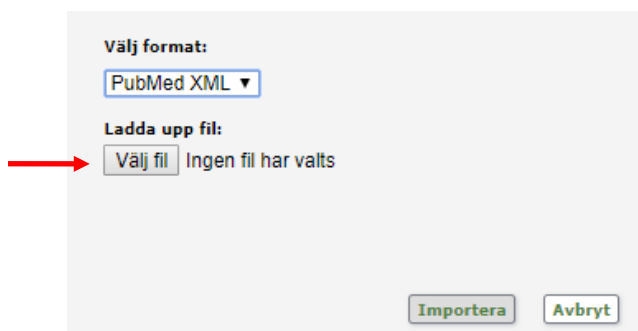 Välj format:
PubMed XML ▼
Ladda upp fil:
Välj fil Ingen fil har valts
Importera Avbryt